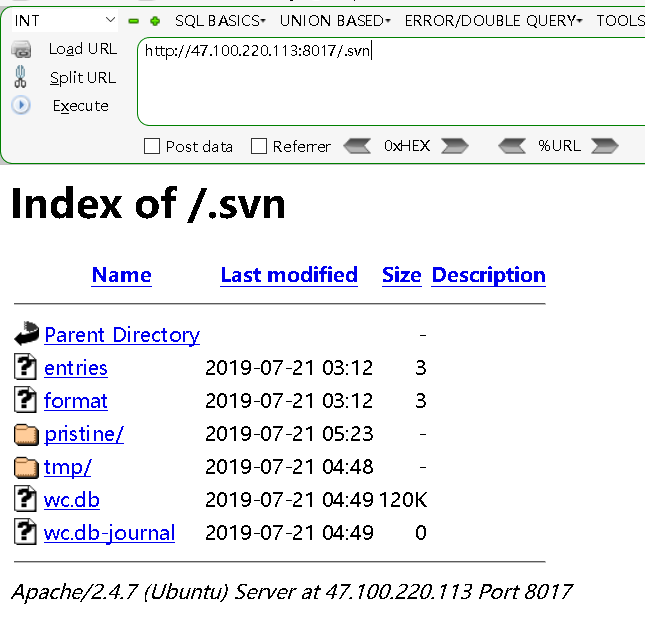 INT SQL BASICS UNION BASED ERROR/DOUBLE QUERY TOOLS
Load URL http://47.100.220.113:8017/.svn
Split URL
Execute
Post data Referrer 0xHEX %URL
Index of /.svn
Name Last modified Size Description
Parent Directory -
entries 2019-07-21 03:12 3
format 2019-07-21 03:12 3
pristine/ 2019-07-21 05:23 -
tmp/ 2019-07-21 04:48 -
wc.db 2019-07-21 04:49 120K
wc.db-journal 2019-07-21 04:49 0
Apache/2.4.7 (Ubuntu) Server at 47.100.220.113 Port 8017